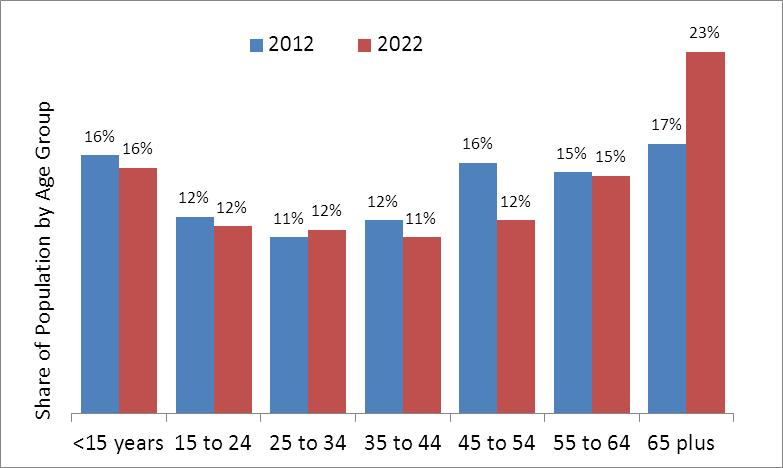 2012 2022
Share of Population by Age Group
16% 16% 12% 12% 11% 12% 12% 11% 16% 12% 15% 15% 17% 23%
<15 years 15 to 24 25 to 34 35 to 44 45 to 54 55 to 64 65 plus